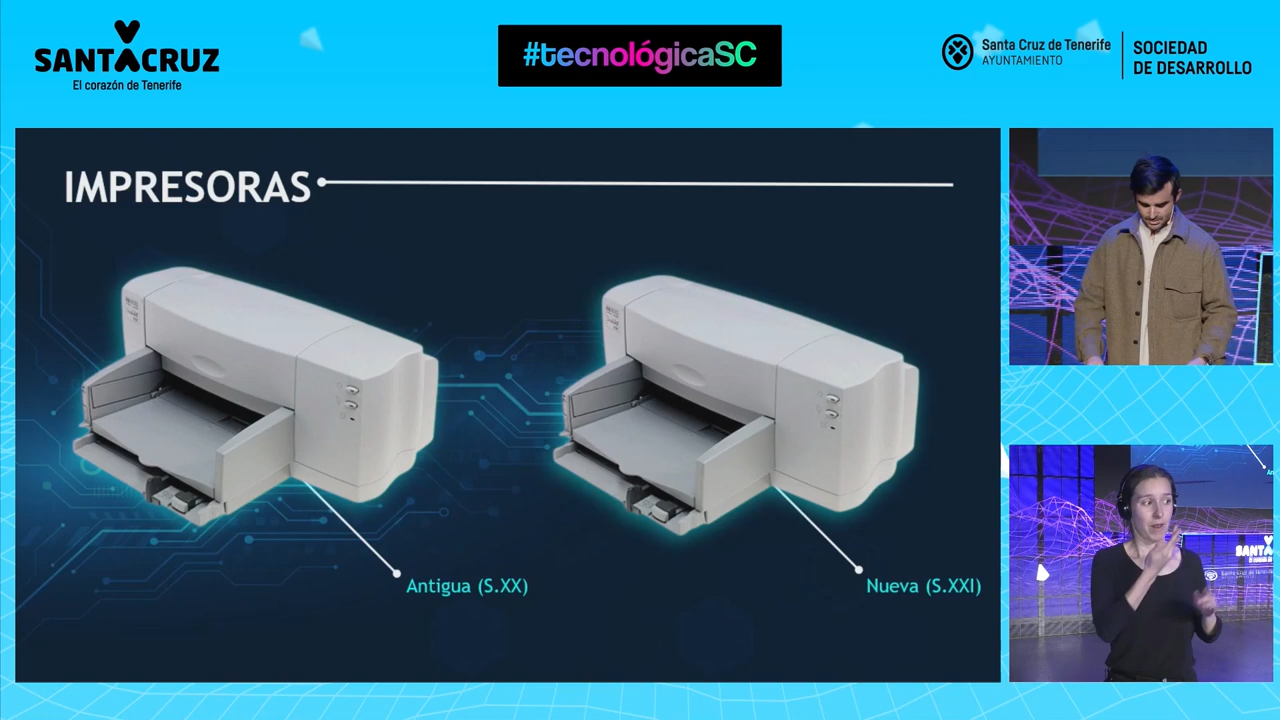 SANTACRUZ
El corazón de Tenerife
#tecnológicaSC
Santa Cruz de Tenerife
AYUNTAMIENTO
SOCIEDAD
DE DESARROLLO
IMPRESORAS
Antigua (S.XX)
Nueva (S.XXI)